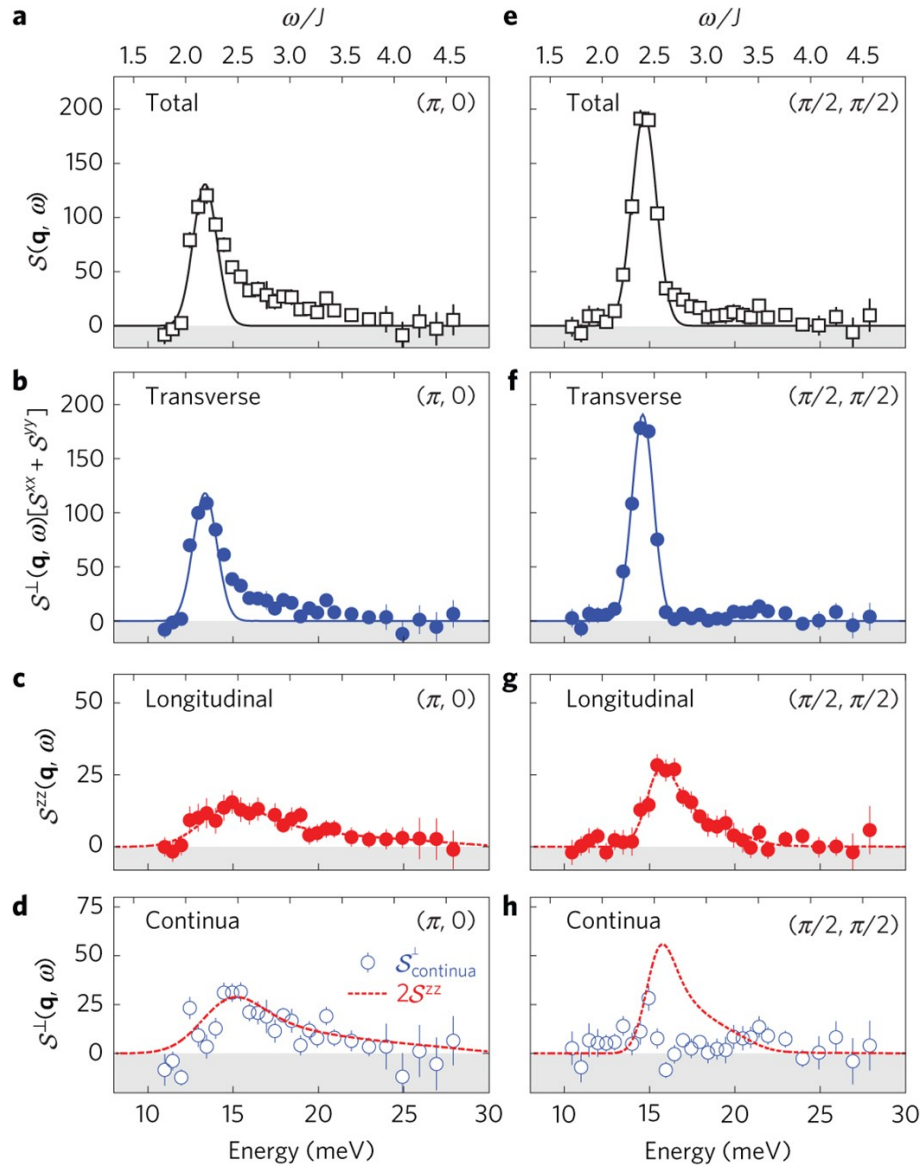 a
ω/J
1.5 2.0 2.5 3.0 3.5 4.0 4.5
Total
(π, 0)
200
150
100
50
0
S(q, ω)
b
Transverse
(π, 0)
200
150
100
50
0
S⊥(q, ω)[Sxx + Syy]
c
Longitudinal
(π, 0)
50
25
0
Szz(q, ω)
d
Continua
(π, 0)
S⊥continua
2Szz
75
50
25
0
S⊥(q, ω)
10 15 20 25 30
Energy (meV)
e
ω/J
1.5 2.0 2.5 3.0 3.5 4.0 4.5
Total
(π/2, π/2)
f
Transverse
(π/2, π/2)
g
Longitudinal
(π/2, π/2)
h
Continua
(π/2, π/2)
10 15 20 25 30
Energy (meV)